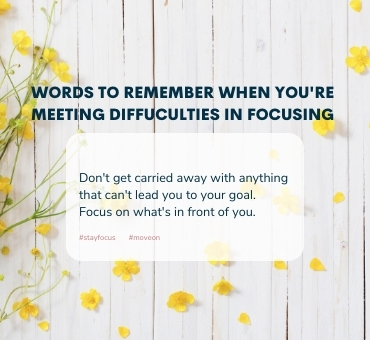 WORDS TO REMEMBER WHEN YOU'RE
MEETING DIFFUCULTIES IN FOCUSING
Don't get carried away with anything
that can't lead you to your goal.
Focus on what's in front of you.
#stayfocus #moveon